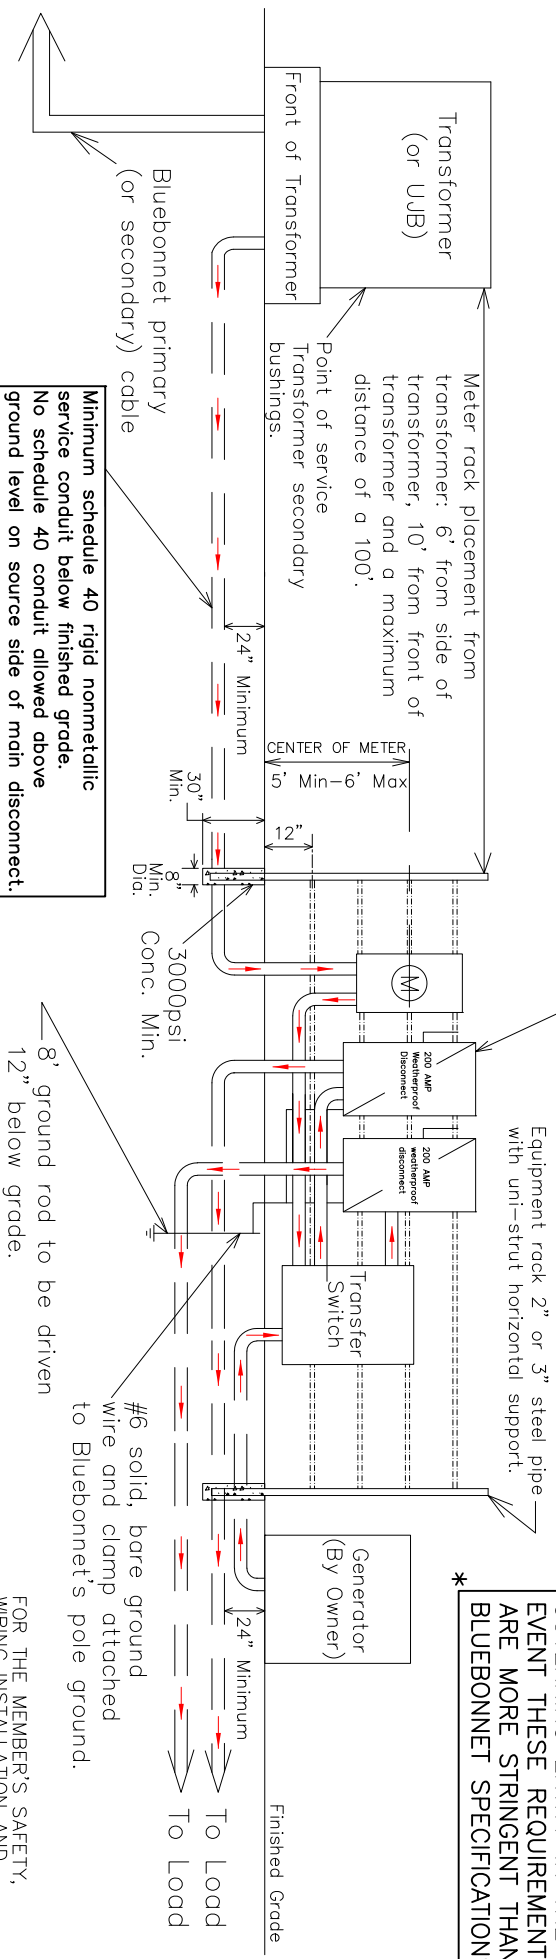 Transformer
(or UJB)
Front of Transformer
Bluebonnet primary
(or secondary) cable
Meter rack placement from
transformer: 6' from side of
transformer, 10' from front of
transformer and a maximum
distance of a 100'.
Point of service
Transformer secondary
bushings.
Minimum schedule 40 rigid nonmetallic
service conduit below finished grade.
No schedule 40 conduit allowed above
ground level on source side of main disconnect.
24" Minimum
CENTER OF METER
5' Min-6' Max
12"
30"
Min.
8"
Min.
Dia.
3000psi
Conc. Min.
M
200 AMP
Weatherproof
Disconnect
200 AMP
weatherproof
disconnect
Equipment rack 2" or 3" steel pipe
with uni-strut horizontal support.
Transfer
Switch
8' ground rod to be driven
12" below grade.
#6 solid, bare ground
wire and clamp attached
to Bluebonnet's pole ground.
Generator
(By Owner)
24" Minimum
Finished Grade
To Load
To Load
*
EVENT THESE REQUIREMENT
ARE MORE STRINGENT THAN
BLUEBONNET SPECIFICATION
FOR THE MEMBER'S SAFETY,
WIRING INSTALLATION AND